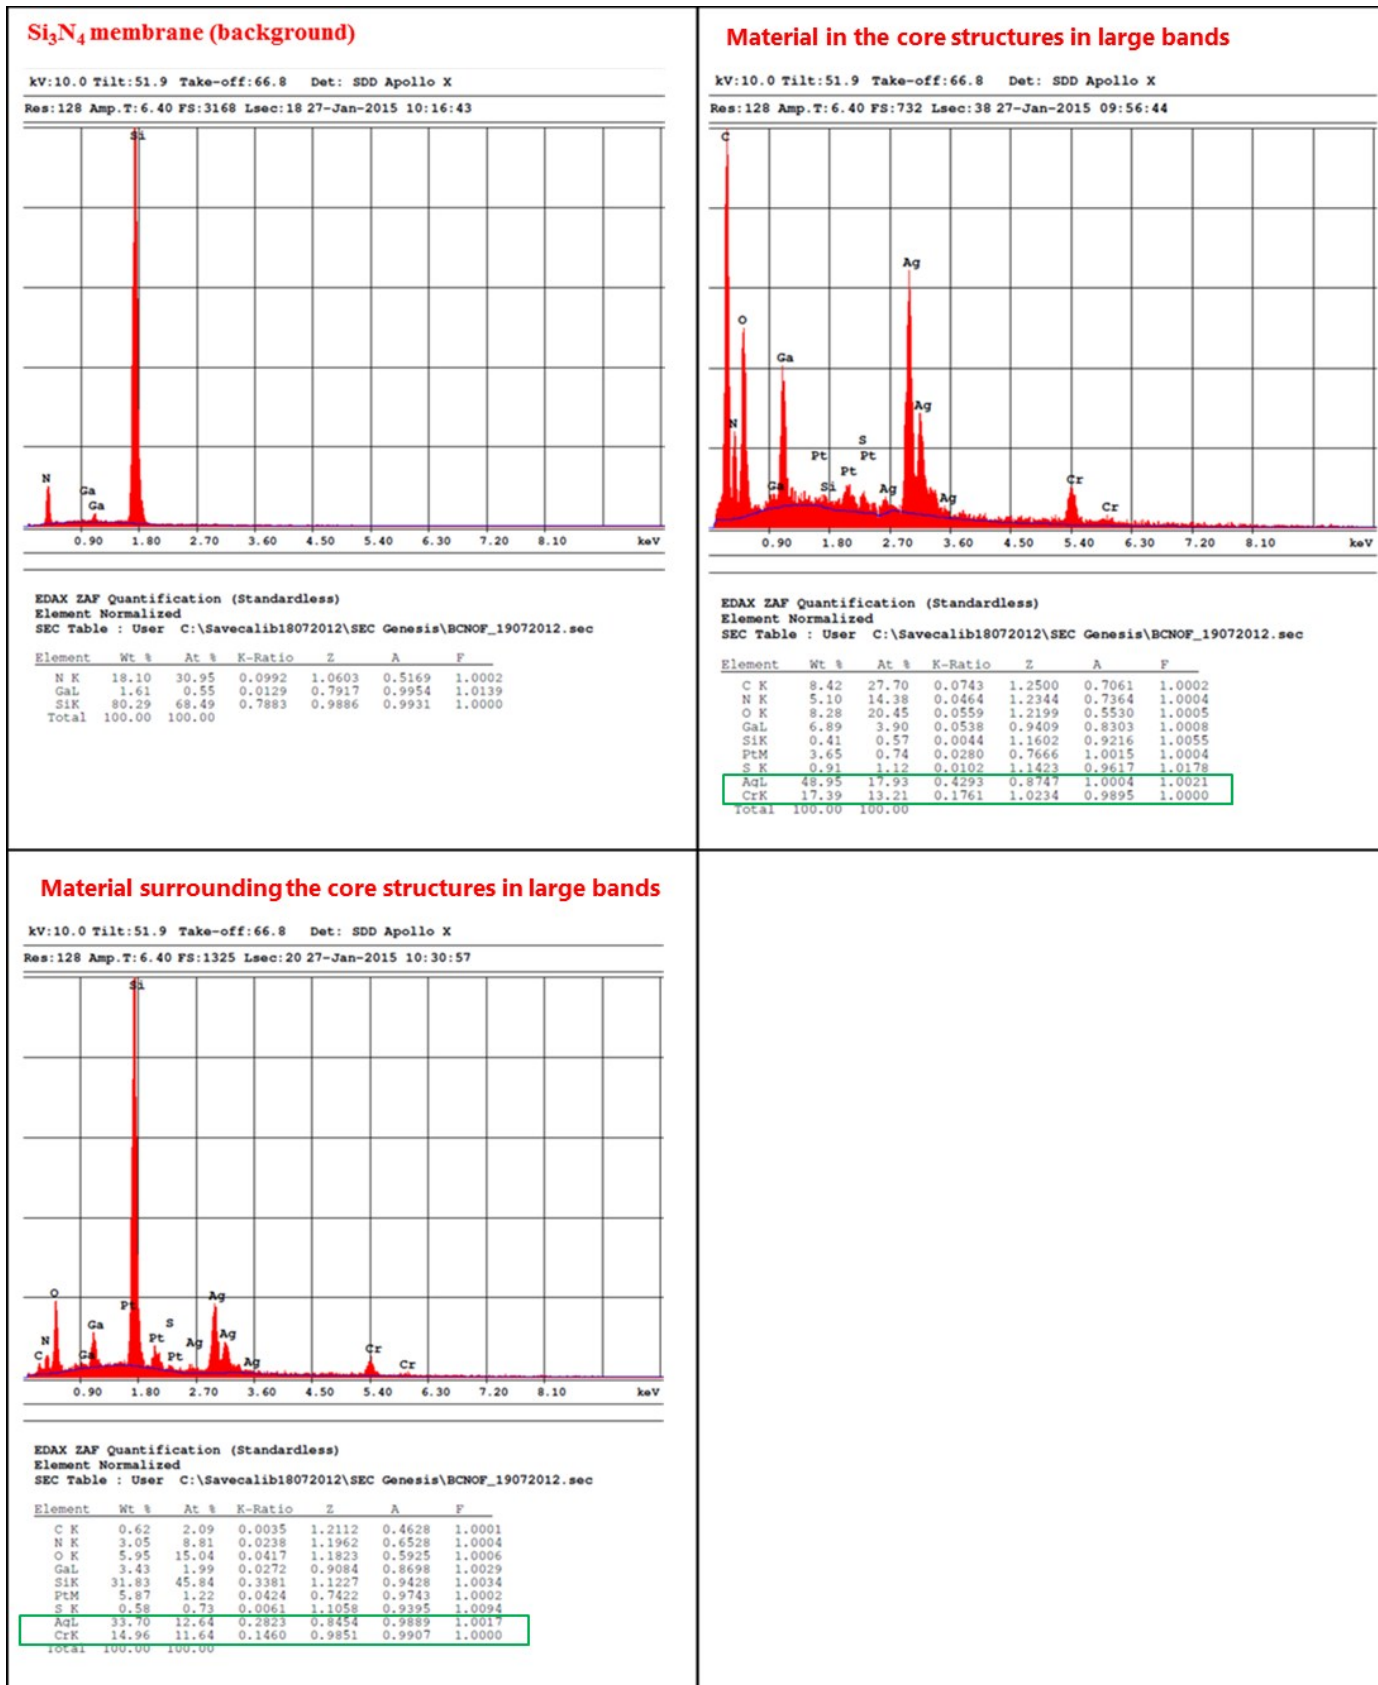 Si3N4 membrane (background)
kV:10.0 Tilt:51.9 Take-off:66.8 Det: SDD Apollo X
Res:128 Amp.T:6.40 FS:3168 Lsec:18 27-Jan-2015 10:16:43
Si
N
Ga
Ga
0.90 1.80 2.70 3.60 4.50 5.40 6.30 7.20 8.10 keV
EDAX ZAF Quantification (Standardless)
Element Normalized
SEC Table : User C:\Savecalib18072012\SEC Genesis\BCNOF_19072012.sec
Element Wt % At % K-Ratio Z A F
N K 18.10 30.95 0.0992 1.0603 0.5169 1.0002
GaL 1.61 0.55 0.0129 0.7917 0.9954 1.0139
SiK 80.29 68.49 0.7883 0.9886 0.9931 1.0000
Total 100.00 100.00
Material in the core structures in large bands
kV:10.0 Tilt:51.9 Take-off:66.8 Det: SDD Apollo X
Res:128 Amp.T:6.40 FS:732 Lsec:38 27-Jan-2015 09:56:44
C
Ag
O
Ga
Ag
N
S
Pt Pt
Pt
Ga Si Ag Ag Cr
Cr
0.90 1.80 2.70 3.60 4.50 5.40 6.30 7.20 8.10 keV
EDAX ZAF Quantification (Standardless)
Element Normalized
SEC Table : User C:\Savecalib18072012\SEC Genesis\BCNOF_19072012.sec
Element Wt % At % K-Ratio Z A F
C K 8.42 27.70 0.0743 1.2500 0.7061 1.0002
N K 5.10 14.38 0.0464 1.2344 0.7364 1.0004
O K 8.28 20.45 0.0559 1.2199 0.5530 1.0005
GaL 6.89 3.90 0.0538 0.9409 0.8303 1.0008
SiK 0.41 0.57 0.0044 1.1602 0.9216 1.0055
PtM 3.65 0.74 0.0280 0.7666 1.0015 1.0004
S K 0.91 1.12 0.0102 1.1423 0.9617 1.0178
AgL 48.95 17.93 0.4293 0.8747 1.0004 1.0021
CrK 17.39 13.21 0.1761 1.0234 0.9895 1.0000
Total 100.00 100.00
Material surrounding the core structures in large bands
kV:10.0 Tilt:51.9 Take-off:66.8 Det: SDD Apollo X
Res:128 Amp.T:6.40 FS:1325 Lsec:20 27-Jan-2015 10:30:57
Si
O Ag
Pt
Ga S
N Pt Ag Ag
C Ga Pt Ag Cr Cr
0.90 1.80 2.70 3.60 4.50 5.40 6.30 7.20 8.10 keV
EDAX ZAF Quantification (Standardless)
Element Normalized
SEC Table : User C:\Savecalib18072012\SEC Genesis\BCNOF_19072012.sec
Element Wt % At % K-Ratio Z A F
C K 0.62 2.09 0.0035 1.2112 0.4628 1.0001
N K 3.05 8.81 0.0238 1.1962 0.6528 1.0004
O K 5.95 15.04 0.0417 1.1823 0.5925 1.0006
GaL 3.43 1.99 0.0272 0.9084 0.8698 1.0029
SiK 31.83 45.84 0.3381 1.1227 0.9428 1.0034
PtM 5.87 1.22 0.0424 0.7422 0.9743 1.0002
S K 0.58 0.73 0.0061 1.1058 0.9395 1.0094
AgL 33.70 12.64 0.2823 0.8454 0.9889 1.0017
CrK 14.96 11.64 0.1460 0.9851 0.9907 1.0000
Total 100.00 100.00